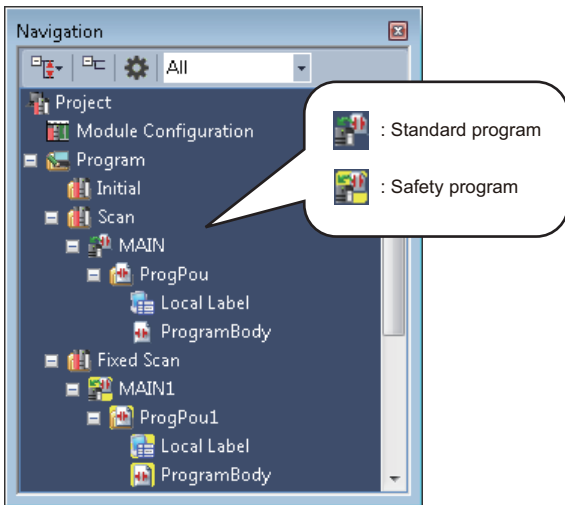 Navigation
All
Project
Module Configuration
Program
Initial
Scan
MAIN
ProgPou
Local Label
ProgramBody
Fixed Scan
MAIN1
ProgPou1
Local Label
ProgramBody
: Standard program
: Safety program